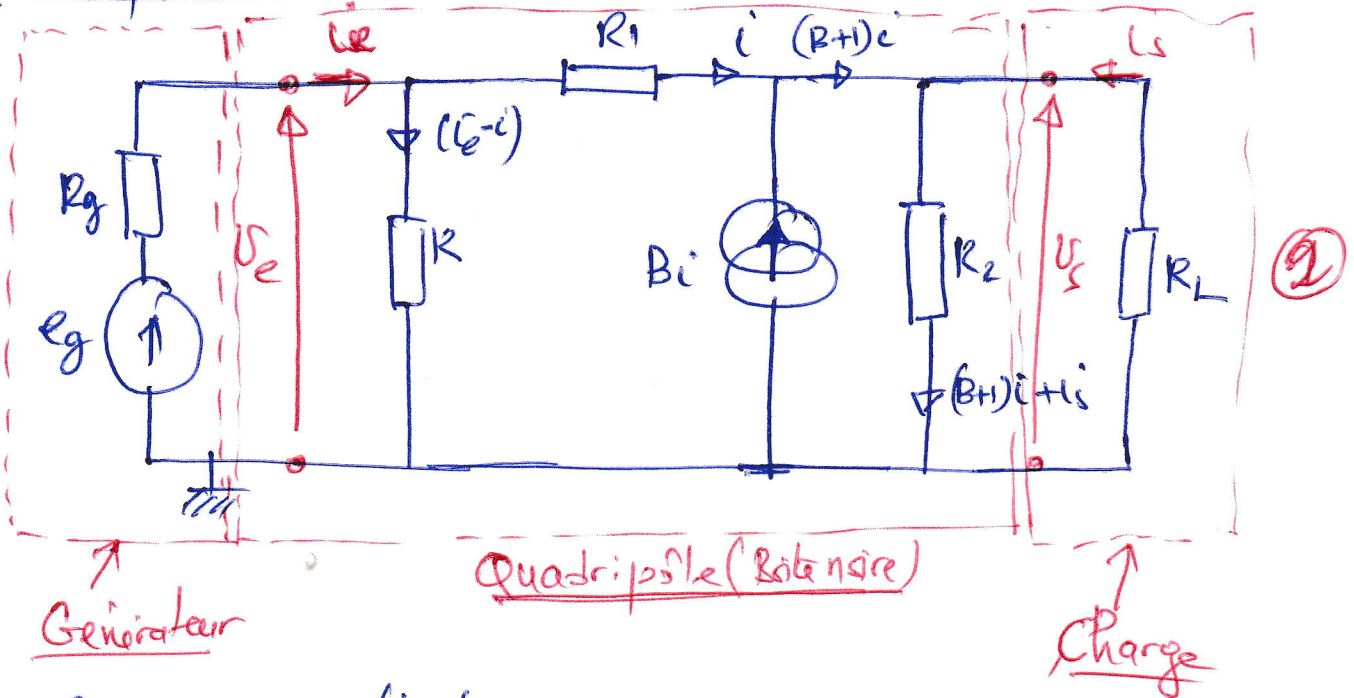 ie
R1
i
(B+1)i
is
(ie-i)
Rg
Ve
R
Bi
R2
Vs
RL
2
eg
(B+1)i+is
Quadripôle (Boîte noire)
Générateur
Charge